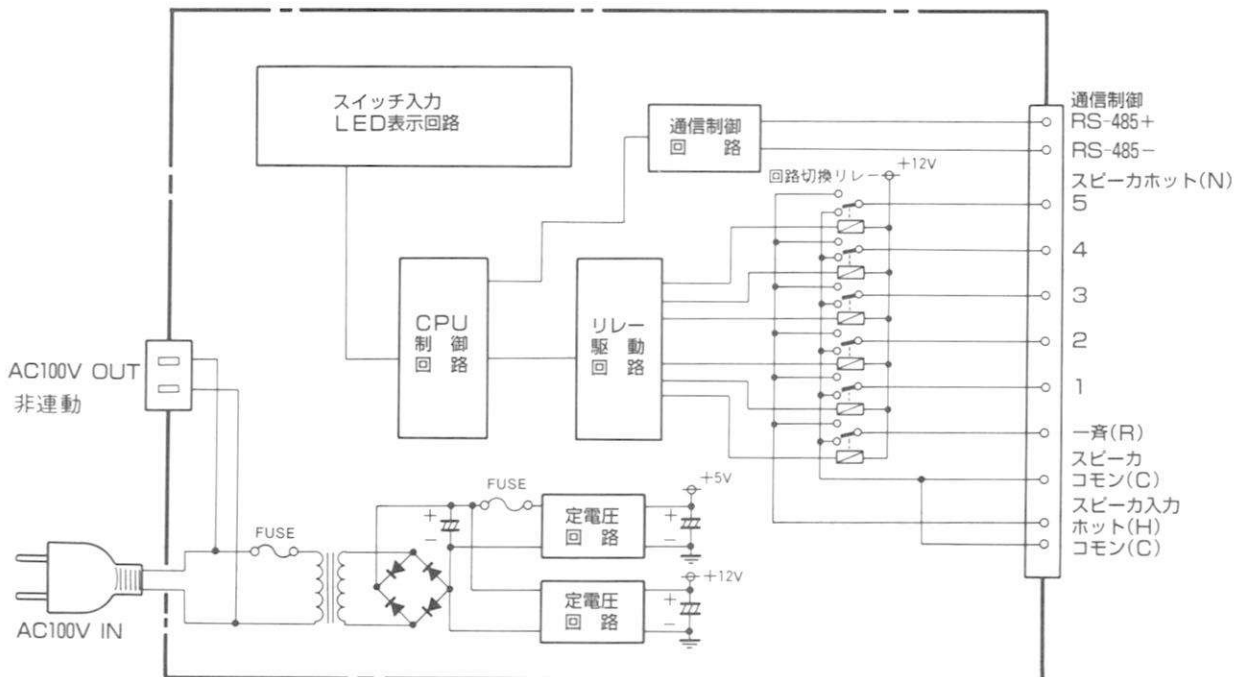 スイッチ入力
LED表示回路
通信制御
回 路
回路切換リレー
+12V
通信制御
RS-485+
RS-485−
スピーカホット(N)
5
4
3
2
1
一斉(R)
スピーカ
コモン(C)
スピーカ入力
ホット(H)
コモン(C)
CPU
制 御
回 路
リレー
駆 動
回 路
AC100V OUT
非連動
FUSE
AC100V IN
FUSE
+
−
定電圧
回 路
+5V
+
−
定電圧
回 路
+12V
+
−